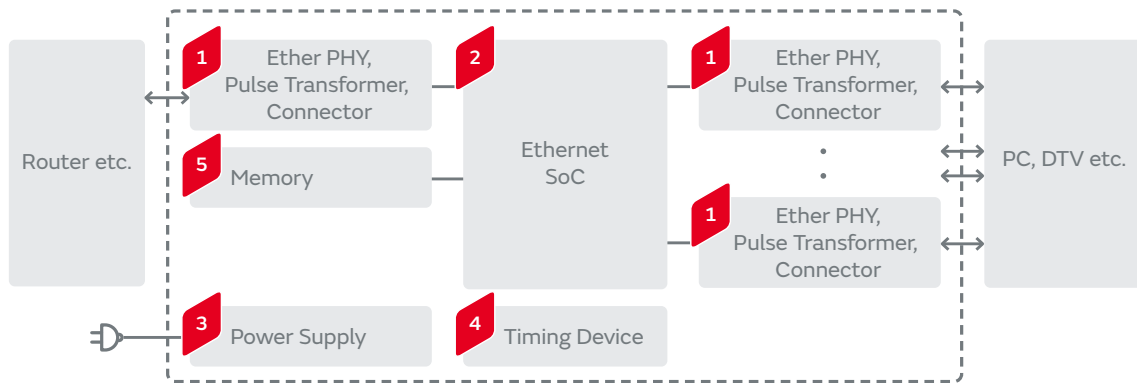 Router etc.
1
Ether PHY,
Pulse Transformer,
Connector
5
Memory
3
Power Supply
2
Ethernet
SoC
4
Timing Device
1
Ether PHY,
Pulse Transformer,
Connector
1
Ether PHY,
Pulse Transformer,
Connector
PC, DTV etc.